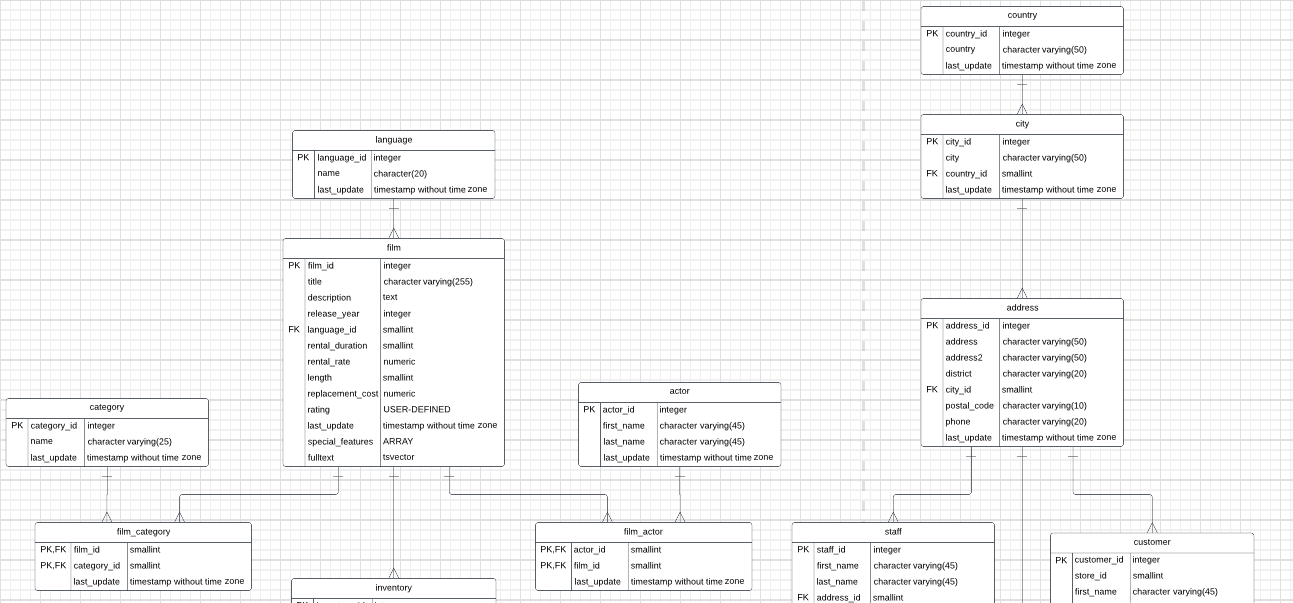 country
PK country_id integer
country character varying(50)
last_update timestamp without time zone
city
PK city_id integer
city character varying(50)
FK country_id smallint
last_update timestamp without time zone
language
PK language_id integer
name character(20)
last_update timestamp without time zone
film
PK film_id integer
title character varying(255)
description text
release_year integer
FK language_id smallint
rental_duration smallint
rental_rate numeric
length smallint
replacement_cost numeric
rating USER-DEFINED
last_update timestamp without time zone
special_features ARRAY
fulltext tsvector
address
PK address_id integer
address character varying(50)
address2 character varying(50)
district character varying(20)
FK city_id smallint
postal_code character varying(10)
phone character varying(20)
last_update timestamp without time zone
category
PK category_id integer
name character varying(25)
last_update timestamp without time zone
actor
PK actor_id integer
first_name character varying(45)
last_name character varying(45)
last_update timestamp without time zone
film_category
PK,FK film_id smallint
PK,FK category_id smallint
last_update timestamp without time zone
inventory
film_actor
PK,FK actor_id smallint
PK,FK film_id smallint
last_update timestamp without time zone
staff
PK staff_id integer
first_name character varying(45)
last_name character varying(45)
FK address_id smallint
customer
PK customer_id integer
store_id smallint
first_name character varying(45)